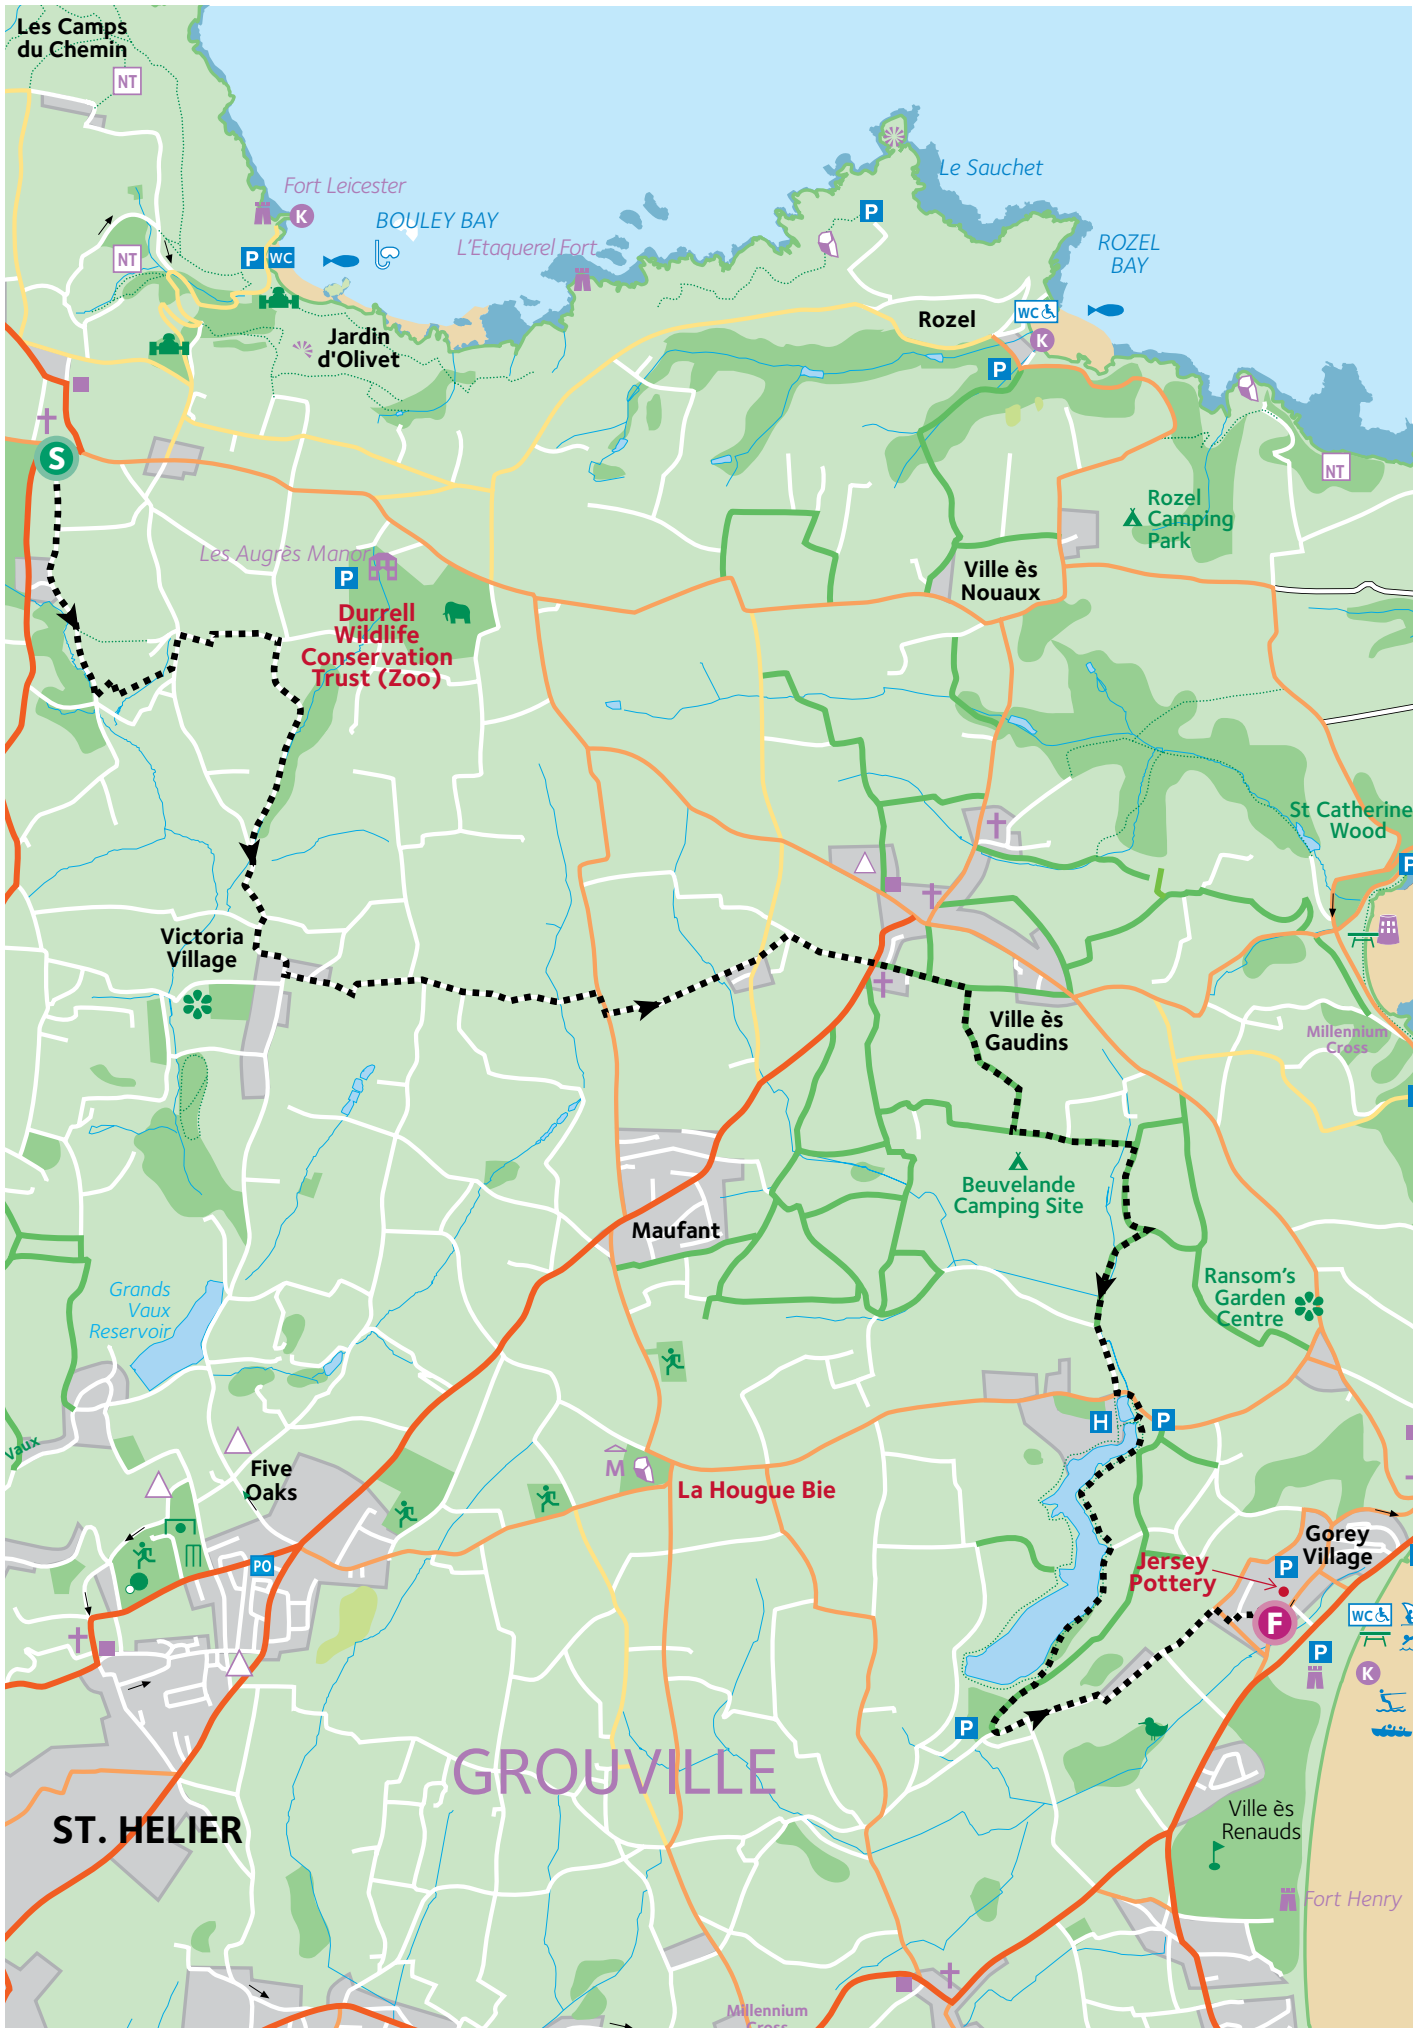 Les Camps
du Chemin
NT
Fort Leicester
K
BOULEY BAY
L'Etaquerel Fort
Le Sauchet
P
ROZEL
BAY
NT
P
WC
Jardin
d'Olivet
Rozel
WC
K
P
NT
S
Rozel
Camping
Park
Les Augrès Manor
P
Durrell
Wildlife
Conservation
Trust (Zoo)
Ville ès
Nouaux
St Catherine
Wood
P
Victoria
Village
Ville ès
Gaudins
Millennium
Cross
Beuvelande
Camping Site
Maufant
Grands
Vaux
Reservoir
Ransom's
Garden
Centre
H
P
Vaux
Five
Oaks
M
La Hougue Bie
Gorey
Village
PO
Jersey
Pottery
P
F
WC
P
K
P
GROUVILLE
ST. HELIER
Ville ès
Renauds
Fort Henry
Millennium
Cross